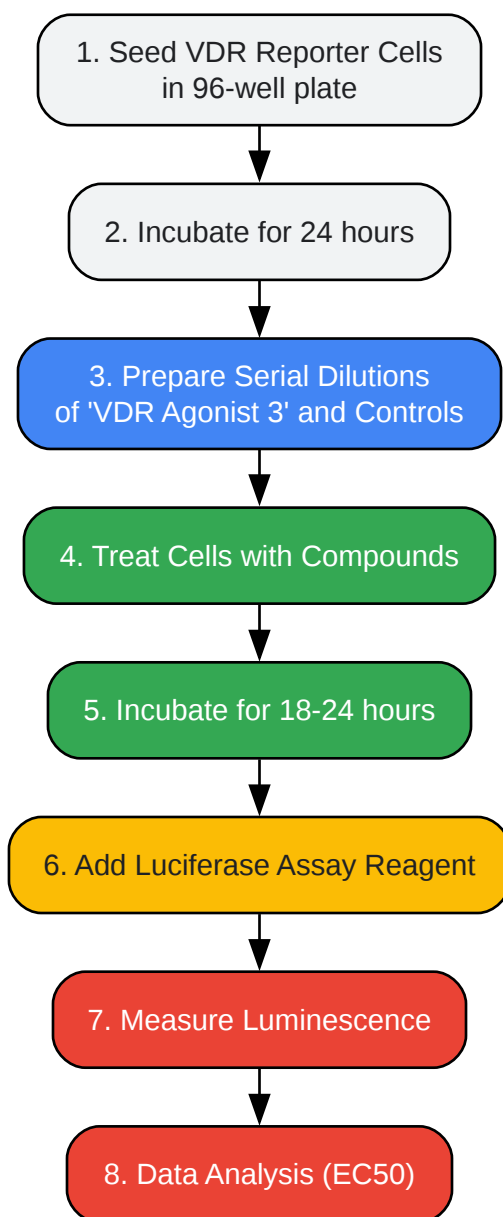 1. Seed VDR Reporter Cells
in 96-well plate
2. Incubate for 24 hours
3. Prepare Serial Dilutions
of 'VDR Agonist 3' and Controls
4. Treat Cells with Compounds
5. Incubate for 18-24 hours
6. Add Luciferase Assay Reagent
7. Measure Luminescence
8. Data Analysis (EC50)